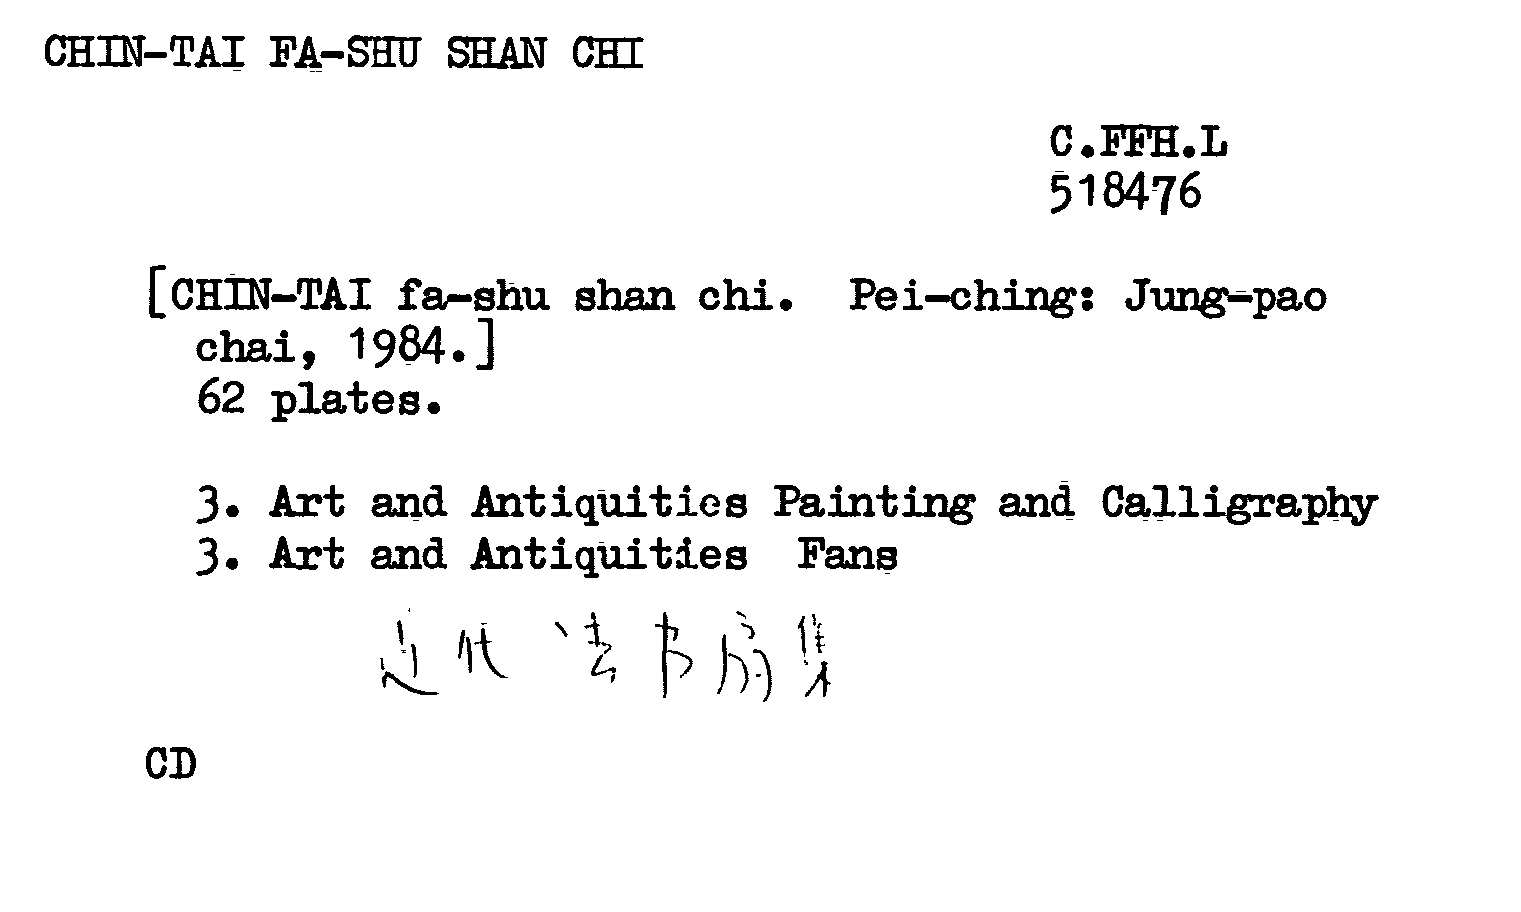 CHIN-TAI FA-SHU SHAN CHI
C.FFH.L
518476
[CHIN-TAI fa-shu shan chi. Pei-ching: Jung-pao
chai, 1984.]
62 plates.
3. Art and Antiquities Painting and Calligraphy
3. Art and Antiquities Fans
近代法书扇集
CD